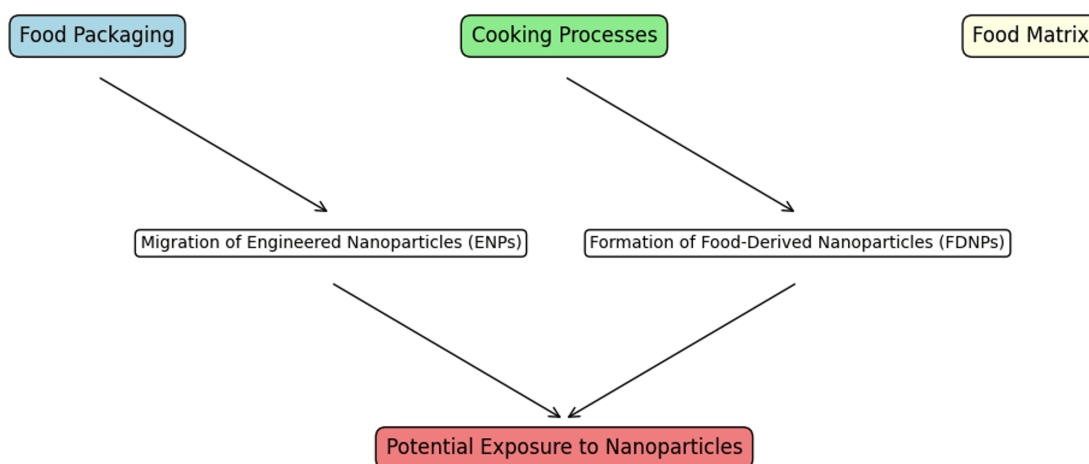 Food Packaging
Cooking Processes
Food Matrix
Migration of Engineered Nanoparticles (ENPs)
Formation of Food-Derived Nanoparticles (FDNPs)
Potential Exposure to Nanoparticles